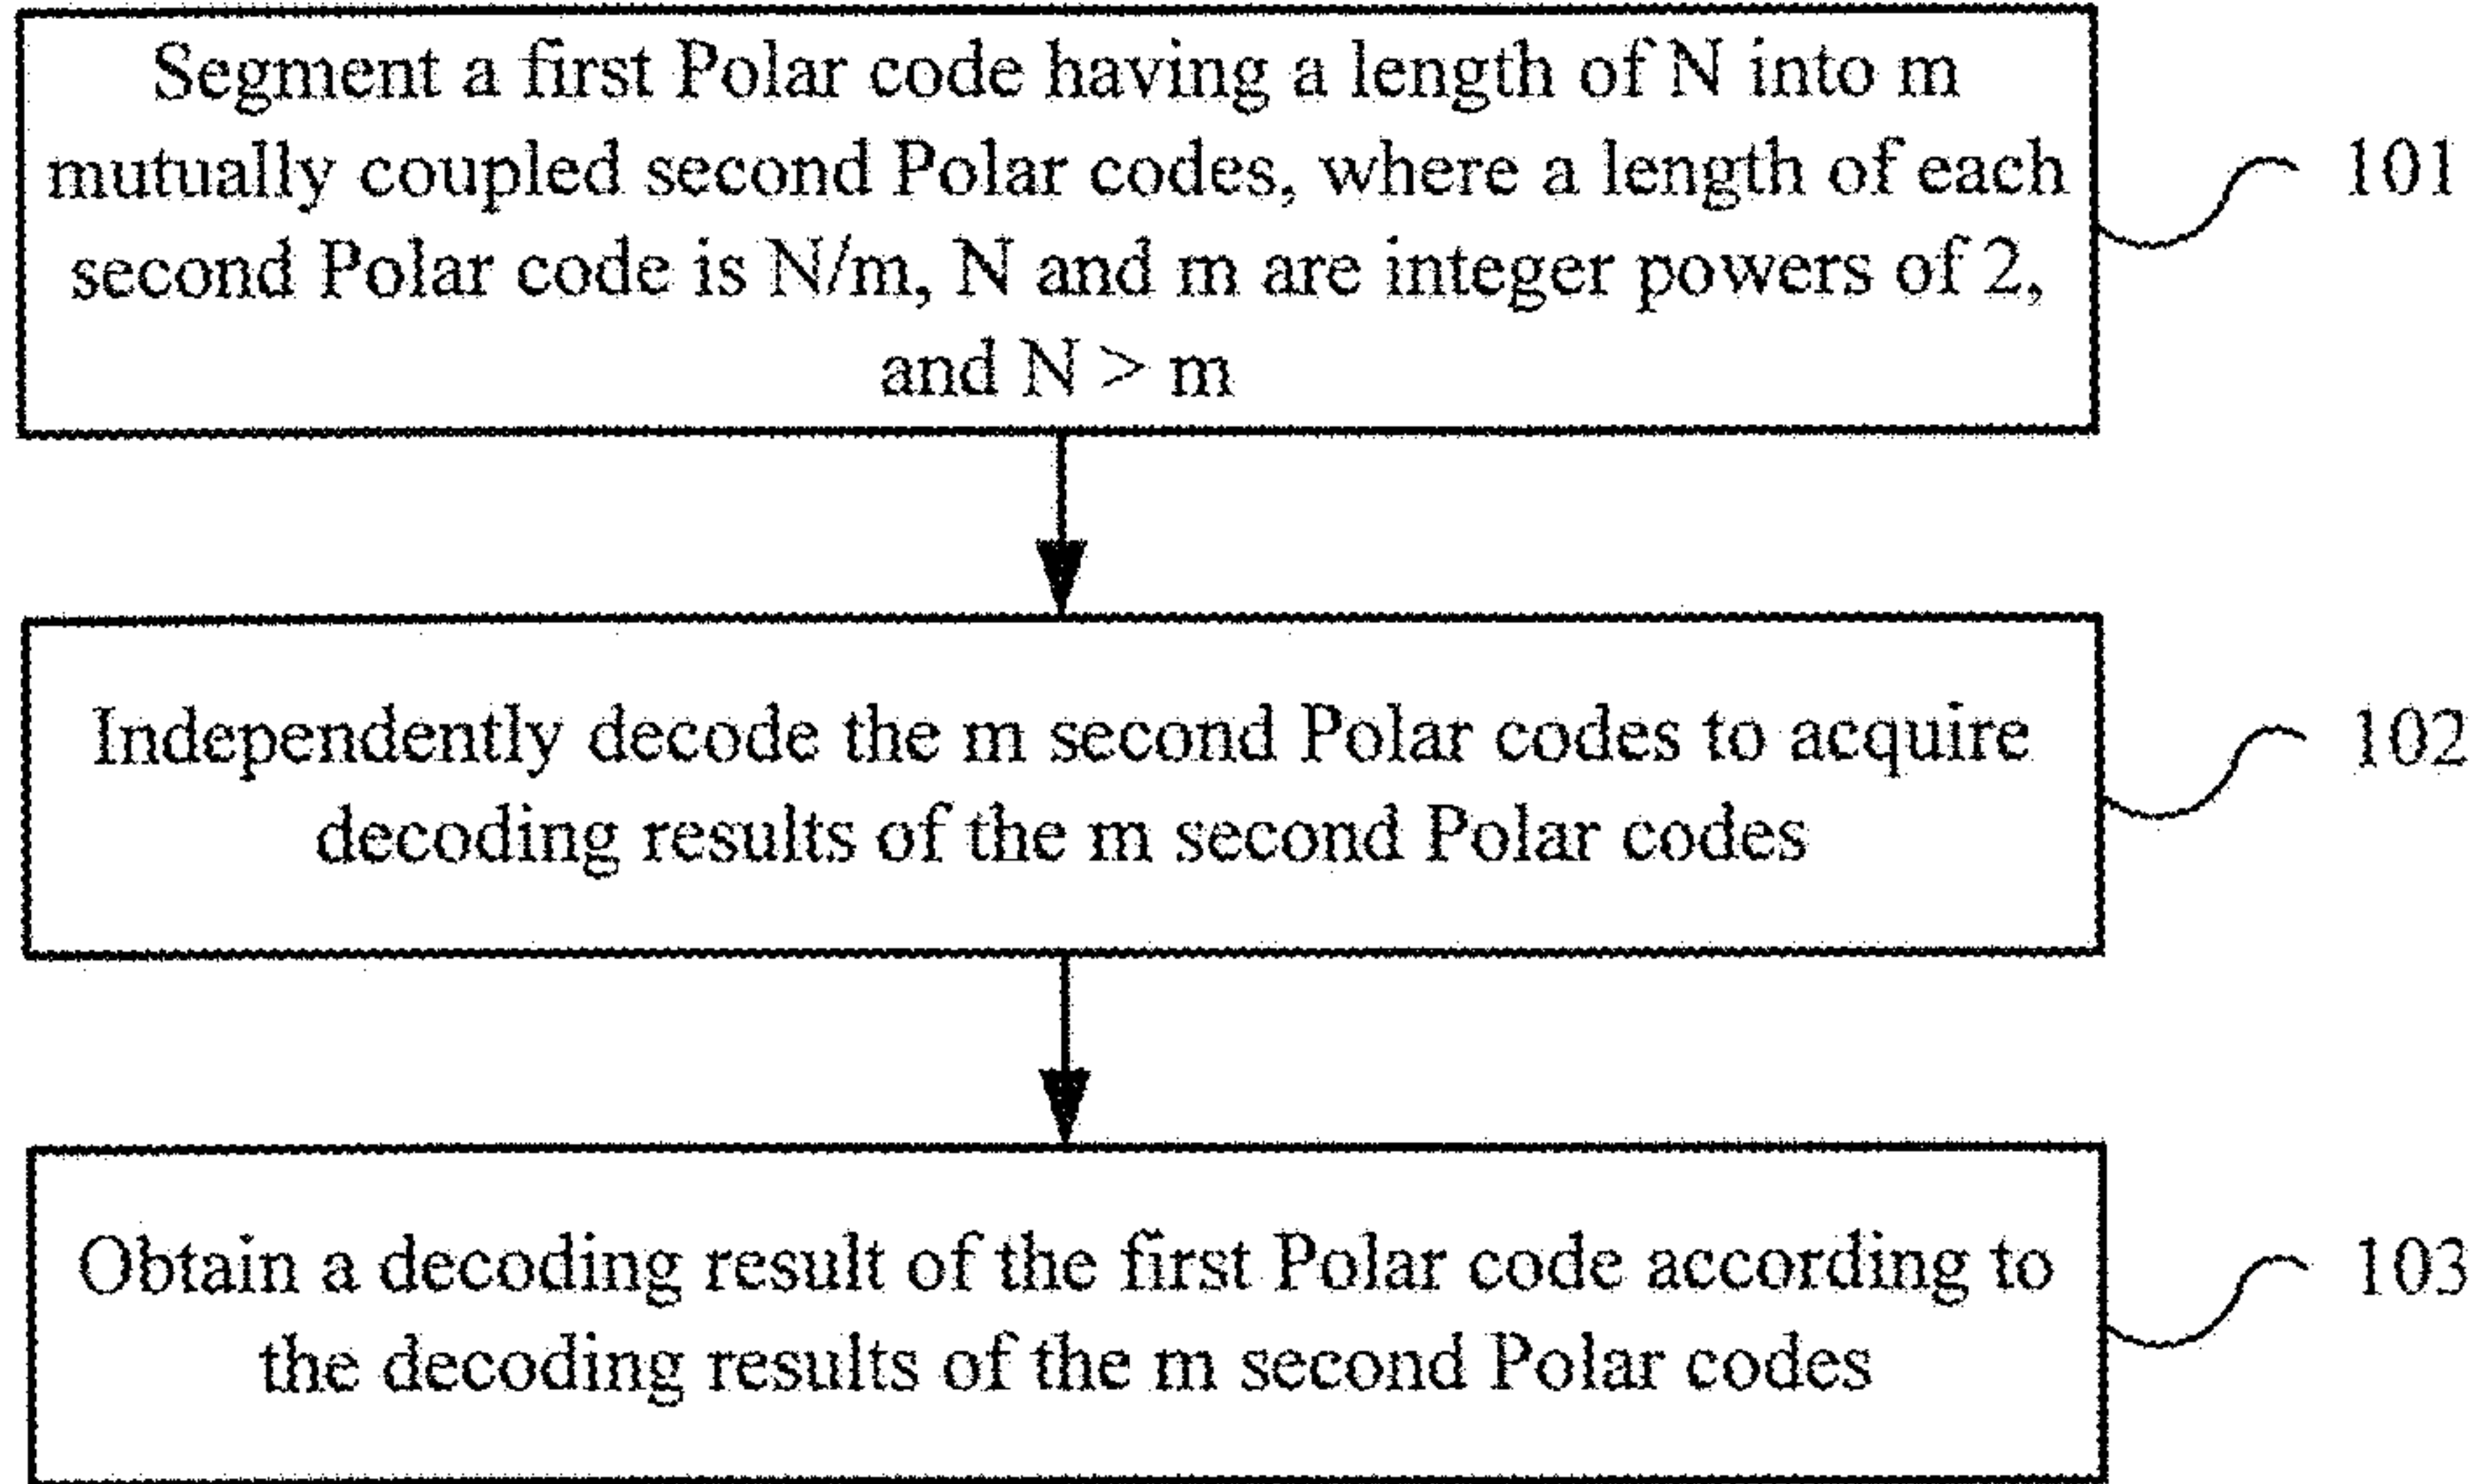 Segment a first Polar code having a length of N into m
mutually coupled second Polar codes, where a length of each
second Polar code is N/m, N and m are integer powers of 2,
and N > m
101
Independently decode the m second Polar codes to acquire
decoding results of the m second Polar codes
102
Obtain a decoding result of the first Polar code according to
the decoding results of the m second Polar codes
103